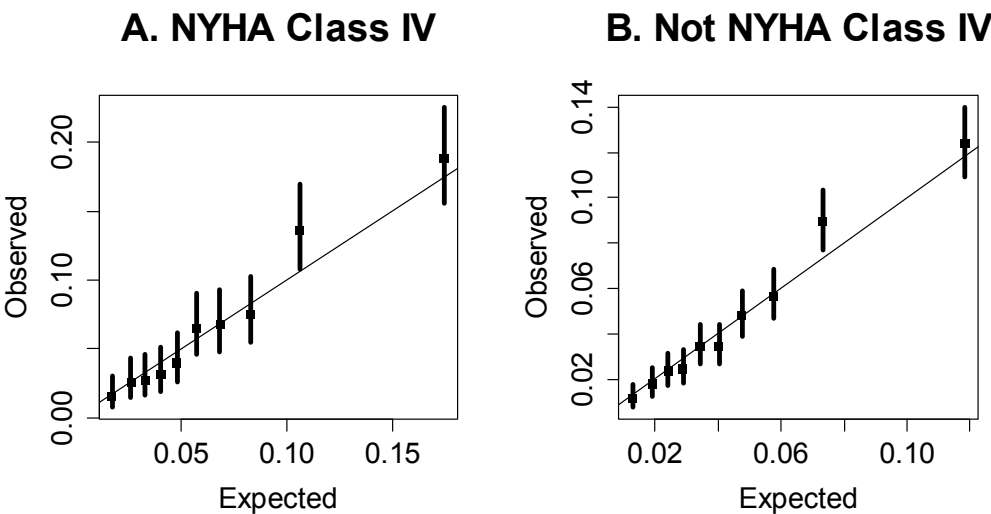 A. NYHA Class IV
Observed
0.00
0.10
0.20
0.05
0.10
0.15
Expected
B. Not NYHA Class IV
Observed
0.02
0.06
0.10
0.14
0.02
0.06
0.10
Expected